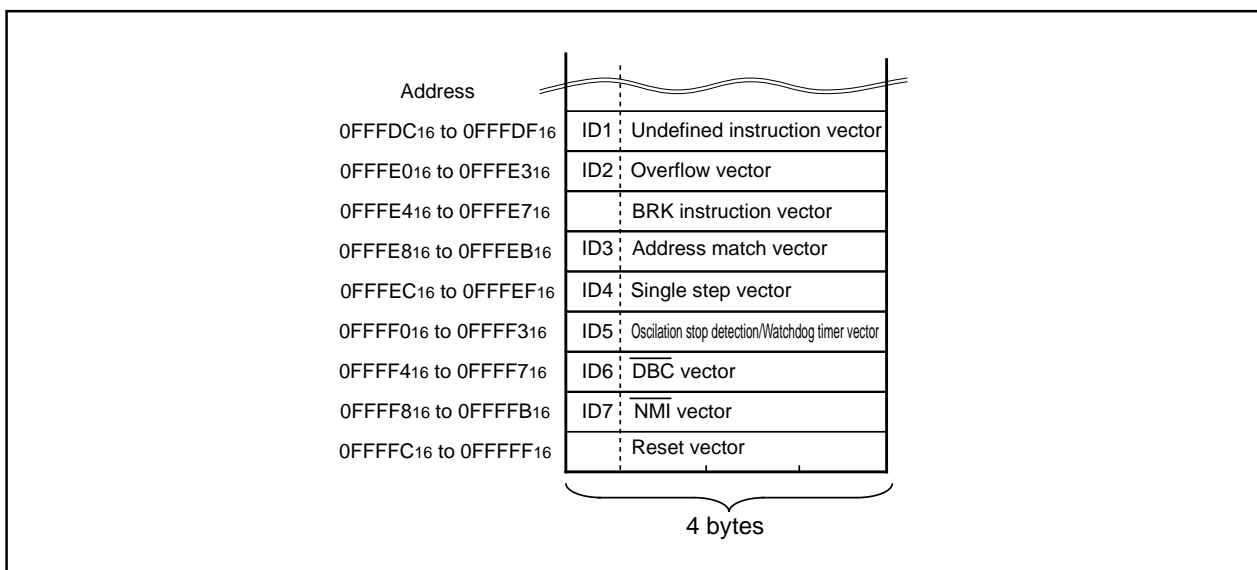 Address
0FFFDC16 to 0FFFDF16 ID1 Undefined instruction vector
0FFFE016 to 0FFFE316 ID2 Overflow vector
0FFFE416 to 0FFFE716 BRK instruction vector
0FFFE816 to 0FFFEB16 ID3 Address match vector
0FFFEC16 to 0FFFEF16 ID4 Single step vector
0FFFF016 to 0FFFF316 ID5 Oscilation stop detection/Watchdog timer vector
0FFFF416 to 0FFFF716 ID6 DBC vector
0FFFF816 to 0FFFFB16 ID7 NMI vector
0FFFFC16 to 0FFFFF16 Reset vector
4 bytes